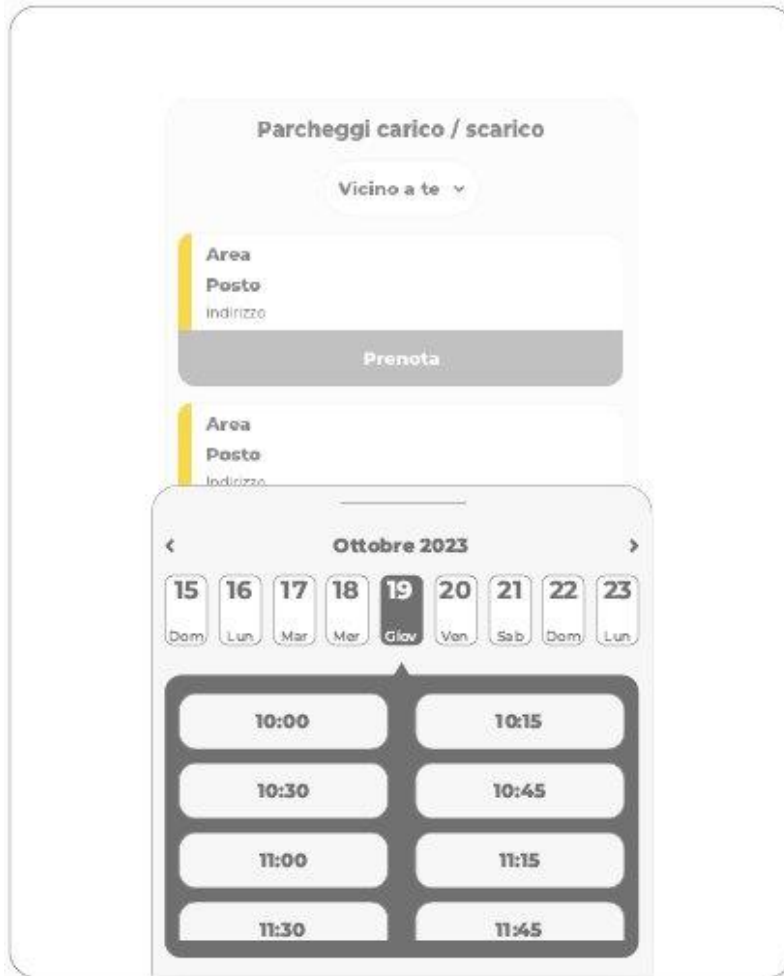 Parcheggi carico / scarico
Vicino a te
Area
Posto
Indirizzo
Prenota
Area
Posto
Indirizzo
Ottobre 2023
15 16 17 18 19 20 21 22 23
Dom Lun Mar Mer Giov Ven Sab Dom Lun
10:00 10:15
10:30 10:45
11:00 11:15
11:30 11:45